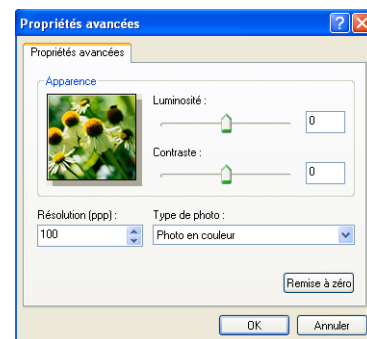 Propriétés avancées
Propriétés avancées
Apparence
Luminosité :
0
Contraste :
0
Résolution (ppp) :
Type de photo :
100
Photo en couleur
Remise à zéro
OK
Annuler